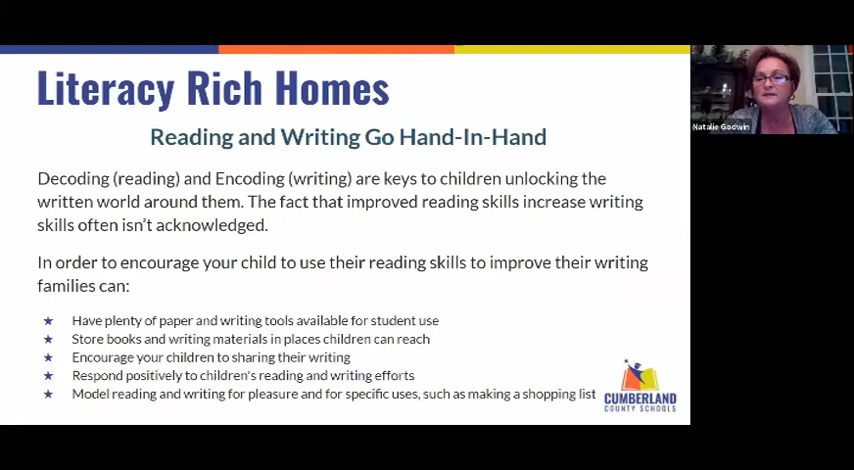 Literacy Rich Homes
Reading and Writing Go Hand-In-Hand
Decoding (reading) and Encoding (writing) are keys to children unlocking the
written world around them. The fact that improved reading skills increase writing
skills often isn't acknowledged.
In order to encourage your child to use their reading skills to improve their writing
families can:
★ Have plenty of paper and writing tools available for student use
★ Store books and writing materials in places children can reach
★ Encourage your children to sharing their writing
★ Respond positively to children's reading and writing efforts
★ Model reading and writing for pleasure and for specific uses, such as making a shopping list
CUMBERLAND
COUNTY SCHOOLS
Natalie Godwin